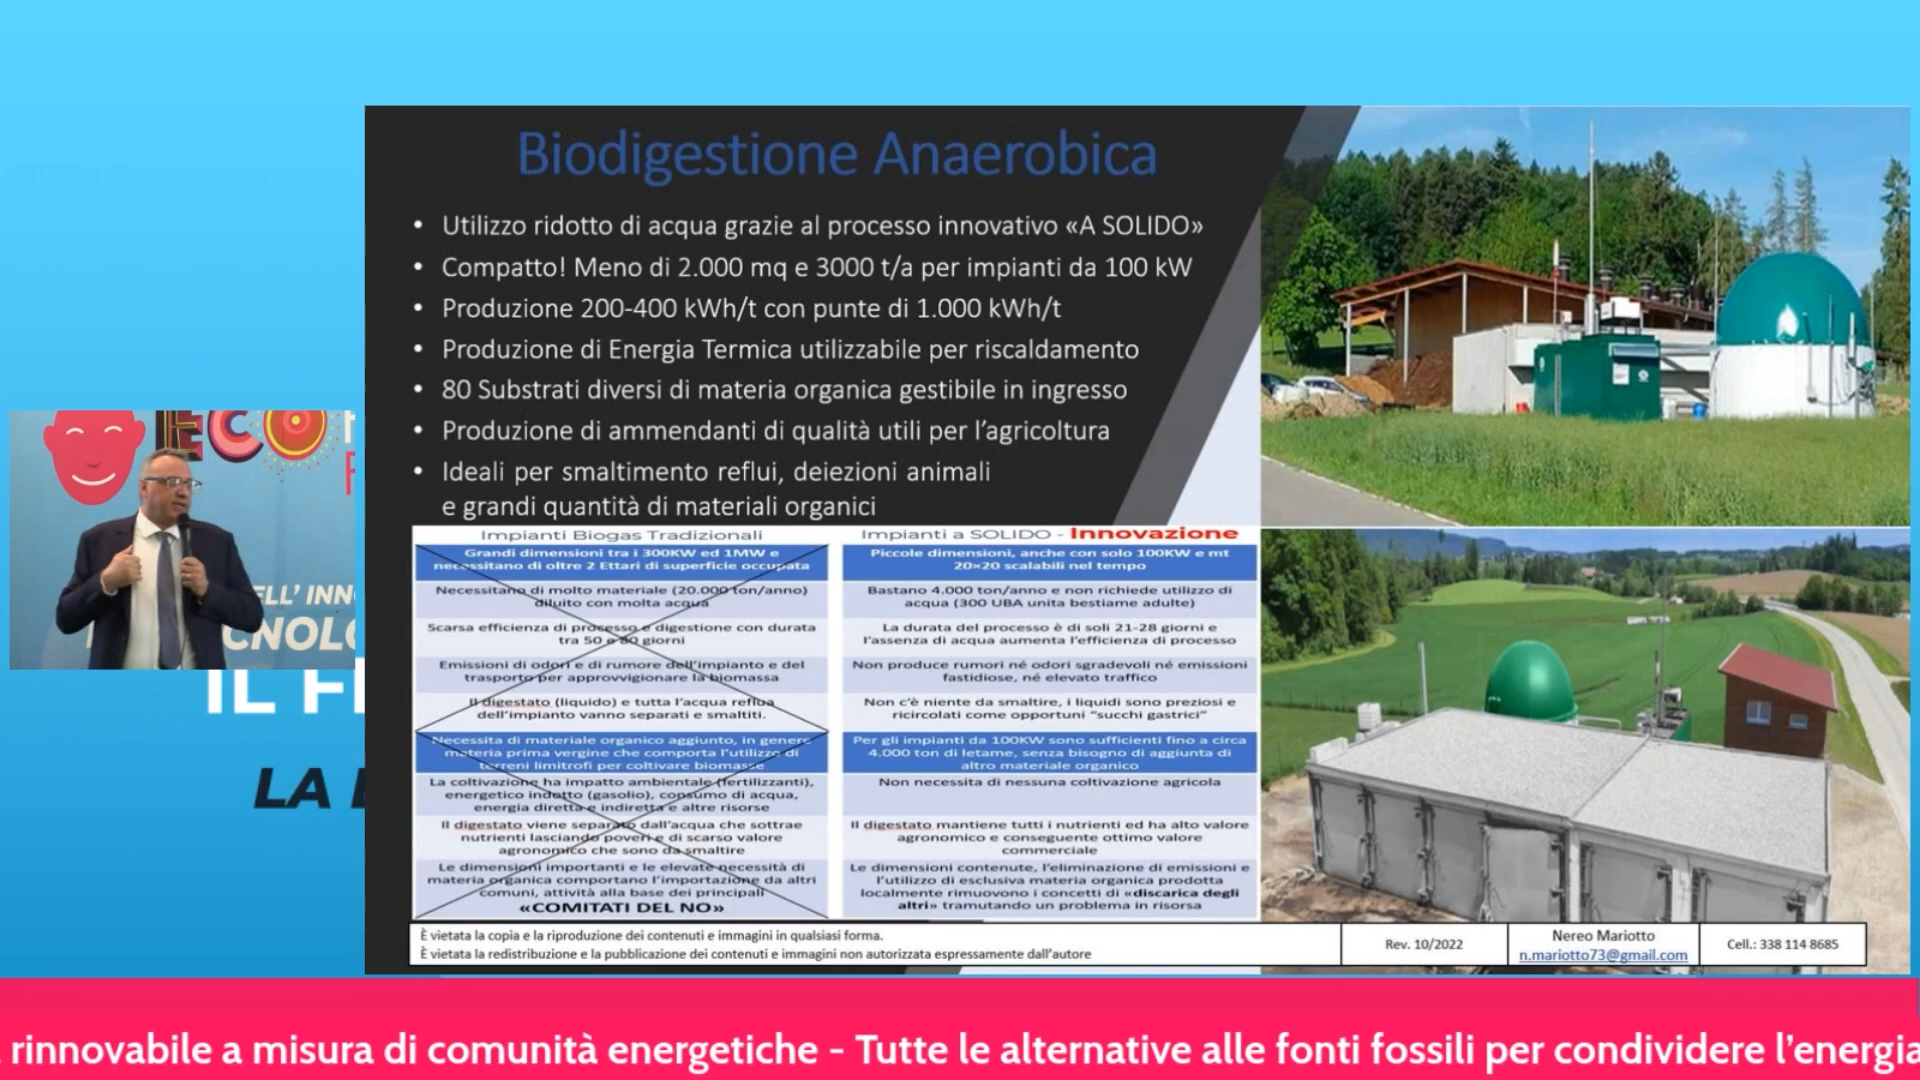 Biodigestione Anaerobica
• Utilizzo ridotto di acqua grazie al processo innovativo «A SOLIDO»
• Compatto! Meno di 2.000 mq e 3000 t/a per impianti da 100 kW
• Produzione 200-400 kWh/t con punte di 1.000 kWh/t
• Produzione di Energia Termica utilizzabile per riscaldamento
• 80 Substrati diversi di materia organica gestibile in ingresso
• Produzione di ammendanti di qualità utili per l’agricoltura
• Ideali per smaltimento reflui, deiezioni animali
e grandi quantità di materiali organici
Impianti Biogas Tradizionali
Grandi dimensioni tra i 300KW ed 1MW e
necessitano di oltre 2 Ettari di superficie occupata
Necessitano di molto materiale (20.000 ton/anno)
diluito con molta acqua
Scarsa efficienza di processo e digestione con durata
tra 50 e 80 giorni
Emissioni di odori e di rumore dell’impianto e del
trasporto per approvvigionare la biomassa
Il digestato (liquido) e tutta l’acqua reflua
dell’impianto vanno separati e smaltiti.
Necessita di materiale organico aggiunto, in genere
materia prima vergine che comporta l’utilizzo di
terreni limitrofi per coltivare biomasse
La coltivazione ha impatto ambientale (fertilizzanti),
energetico indotto (gasolio), consumo di acqua,
energia diretta e indiretta e altre risorse
Il digestato viene separato dall’acqua che sottrae
nutrienti lasciando poveri e di scarso valore
agronomico che sono da smaltire
Le dimensioni importanti e le elevate necessità di
materia organica comportano l’importazione da altri
comuni, attività alla base dei principali
«COMITATI DEL NO»
Impianti a SOLIDO - Innovazione
Piccole dimensioni, anche con solo 100KW e mt
20×20 scalabili nel tempo
Bastano 4.000 ton/anno e non richiede utilizzo di
acqua (300 UBA unita bestiame adulte)
La durata del processo è di soli 21-28 giorni e
l’assenza di acqua aumenta l’efficienza di processo
Non produce rumori né odori sgradevoli né emissioni
fastidiose, né elevato traffico
Non c’è niente da smaltire, i liquidi sono preziosi e
ricircolati come opportuni “succhi gastrici”
Per gli impianti da 100KW sono sufficienti fino a circa
4.000 ton di letame, senza bisogno di aggiunta di
altro materiale organico
Non necessita di nessuna coltivazione agricola
Il digestato mantiene tutti i nutrienti ed ha alto valore
agronomico e conseguente ottimo valore
commerciale
Le dimensioni contenute, l’eliminazione di emissioni e
l’utilizzo di esclusiva materia organica prodotta
localmente rimuovono i concetti di «discarica degli
altri» tramutando un problema in risorsa
È vietata la copia e la riproduzione dei contenuti e immagini in qualsiasi forma.
È vietata la redistribuzione e la pubblicazione dei contenuti e immagini non autorizzata espressamente dall’autore
Rev. 10/2022
Nereo Mariotto
n.mariotto73@gmail.com
Cell.: 338 114 8685
ECO
ELL’ INN
CNOLO
IL F
LA
rinnovabile a misura di comunità energetiche - Tutte le alternative alle fonti fossili per condividere l’energia